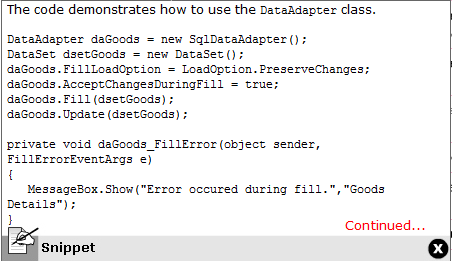 The code demonstrates how to use the DataAdapter class.
DataAdapter daGoods = new SqlDataAdapter();
DataSet dsetGoods = new DataSet();
daGoods.FillLoadOption = LoadOption.PreserveChanges;
daGoods.AcceptChangesDuringFill = true;
daGoods.Fill(dsetGoods);
daGoods.Update(dsetGoods);
private void daGoods_FillError(object sender,
FillErrorEventArgs e)
{
MessageBox.Show("Error occured during fill.","Goods
Details");
}
Continued...
Snippet
X